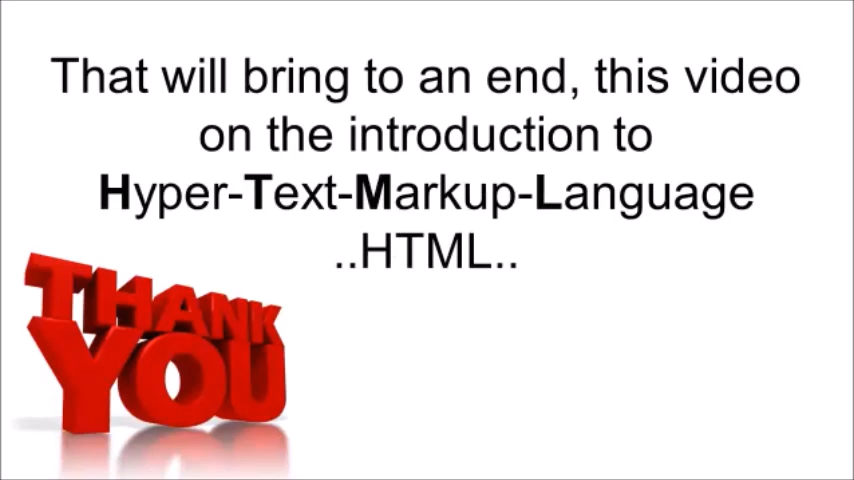 That will bring to an end, this video
on the introduction to
Hyper-Text-Markup-Language
..HTML..
THANK
YOU